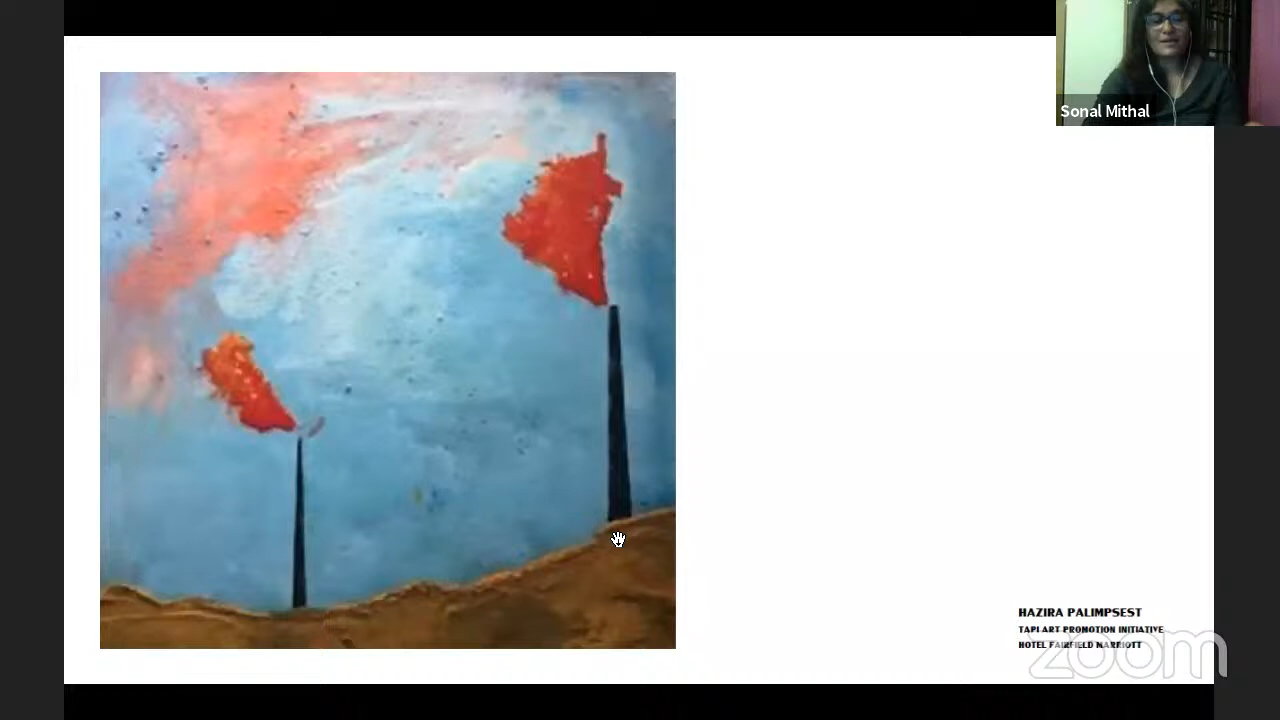 Sonal Mithal
HAZIRA PALIMPSEST
TAPI ART PROMOTION INITIATIVE
HOTEL FAIRFIELD MARRIOTT
zoom